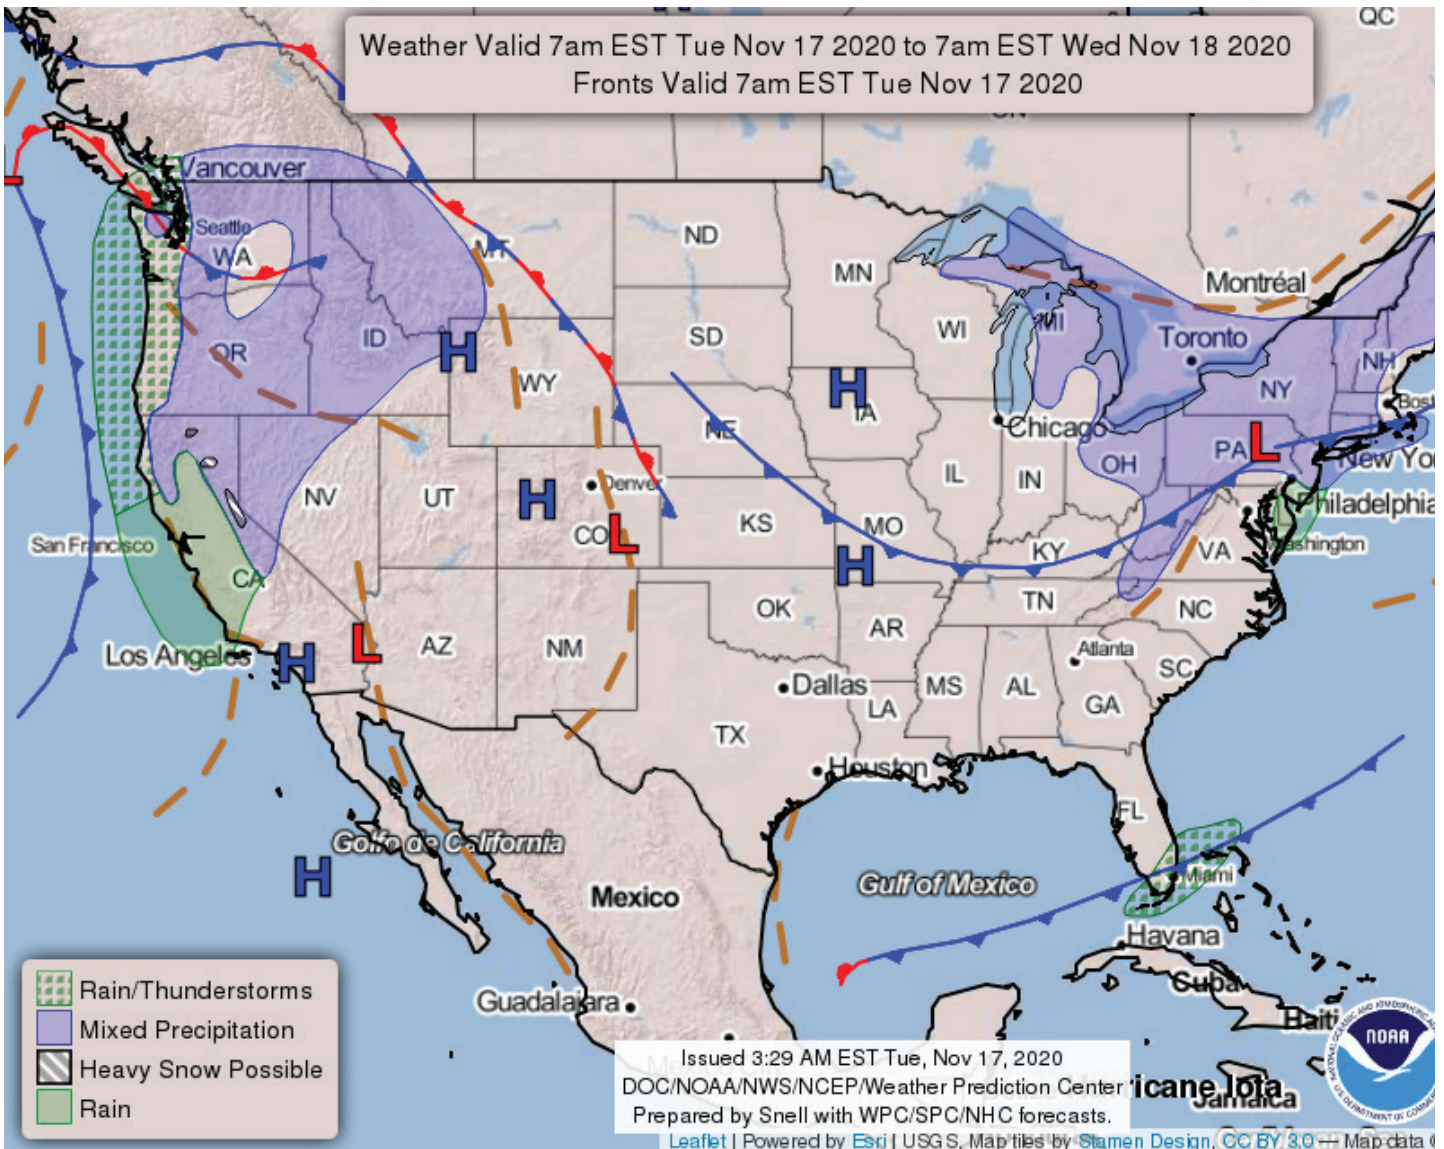 QC
Weather Valid 7am EST Tue Nov 17 2020 to 7am EST Wed Nov 18 2020
Fronts Valid 7am EST Tue Nov 17 2020
ON
Vancouver
Seattle
WA
MT
ND
MN
Montréal
OR
ID
SD
WI
MI
Toronto
NH
WY
H
H
IA
NY
Bost
NE
Chicago
PA
L
New Yor
NV
UT
H
Denver
CO
L
KS
MO
IL
IN
OH
Philadelphia
San Francisco
CA
H
KY
VA
ashington
Los Angeles
H
L
AZ
NM
OK
AR
TN
NC
Atlanta
SC
Dallas
LA
MS
AL
GA
TX
Houston
FL
Golfo de California
H
Mexico
Gulf of Mexico
Miami
Havana
Cuba
Haiti
Guadalajara
Rain/Thunderstorms
Mixed Precipitation
Heavy Snow Possible
Rain
NOAA
Issued 3:29 AM EST Tue, Nov 17, 2020
DOC/NOAA/NWS/NCEP/Weather Prediction Center
Prepared by Snell with WPC/SPC/NHC forecasts.
ricane Iota
Jamaica
Leaflet | Powered by Esri | USGS, Map tiles by Stamen Design, CC BY 3.0 — Map data ©